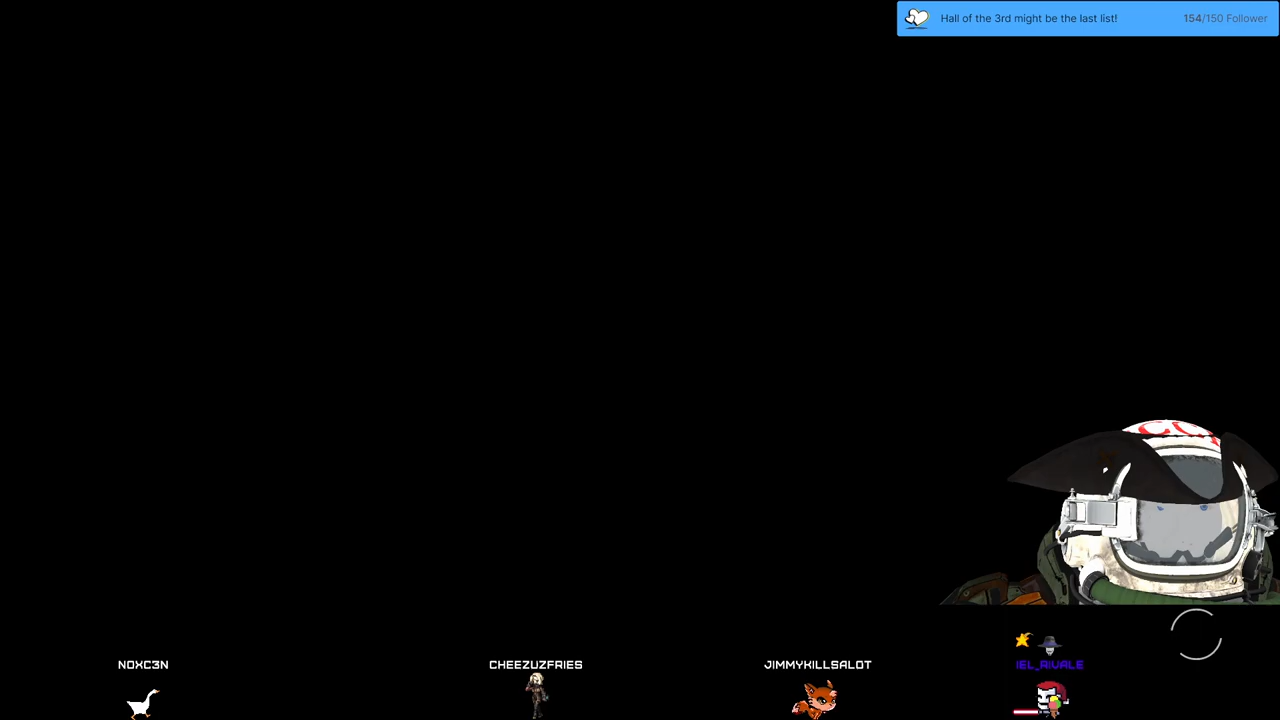 Hall of the 3rd might be the last list!
154/150 Follower
NOXC3N
CHEEZUZFRIES
JIMMYKILLSALOT
IEL_RIVALE